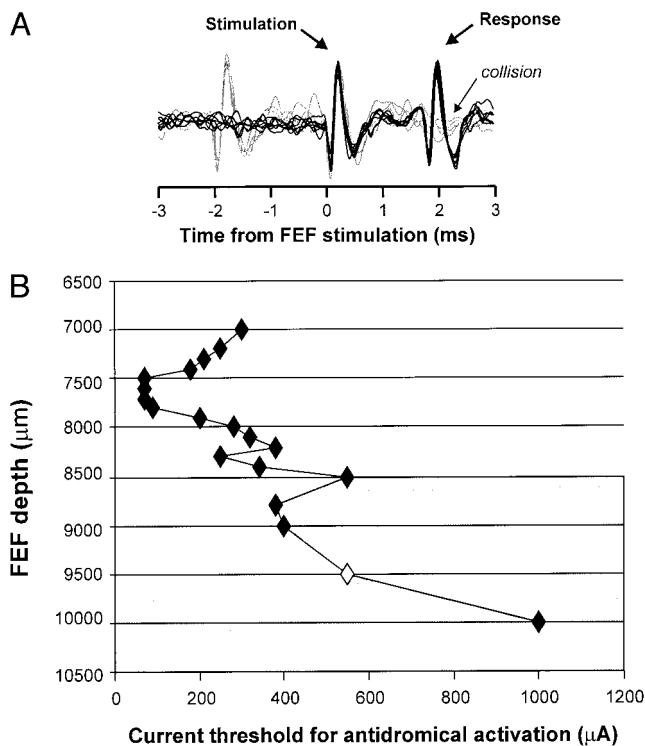 A
Stimulation
Response
collision
-3 -2 -1 0 1 2 3
Time from FEF stimulation (ms)
B
FEF depth (μm)
6500
7000
7500
8000
8500
9000
9500
10000
10500
0 200 400 600 800 1000 1200
Current threshold for antidromical activation (μA)